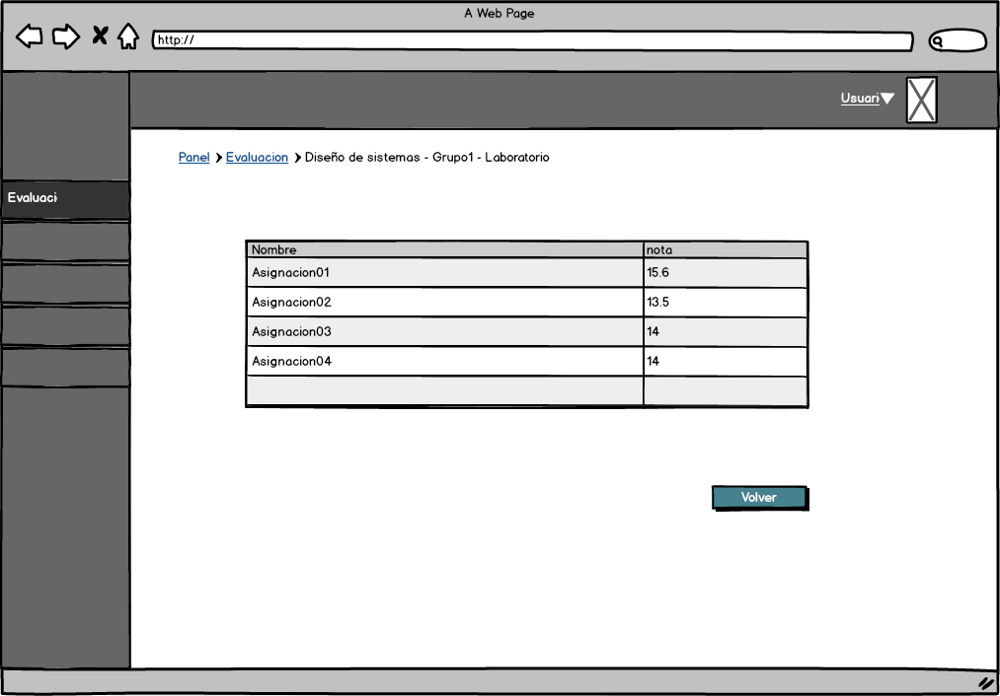 A Web Page
http://
Usuari
Panel Evaluacion Diseño de sistemas - Grupo1 - Laboratorio
Evaluaci
Nombre nota
Asignacion01 15.6
Asignacion02 13.5
Asignacion03 14
Asignacion04 14
Volver